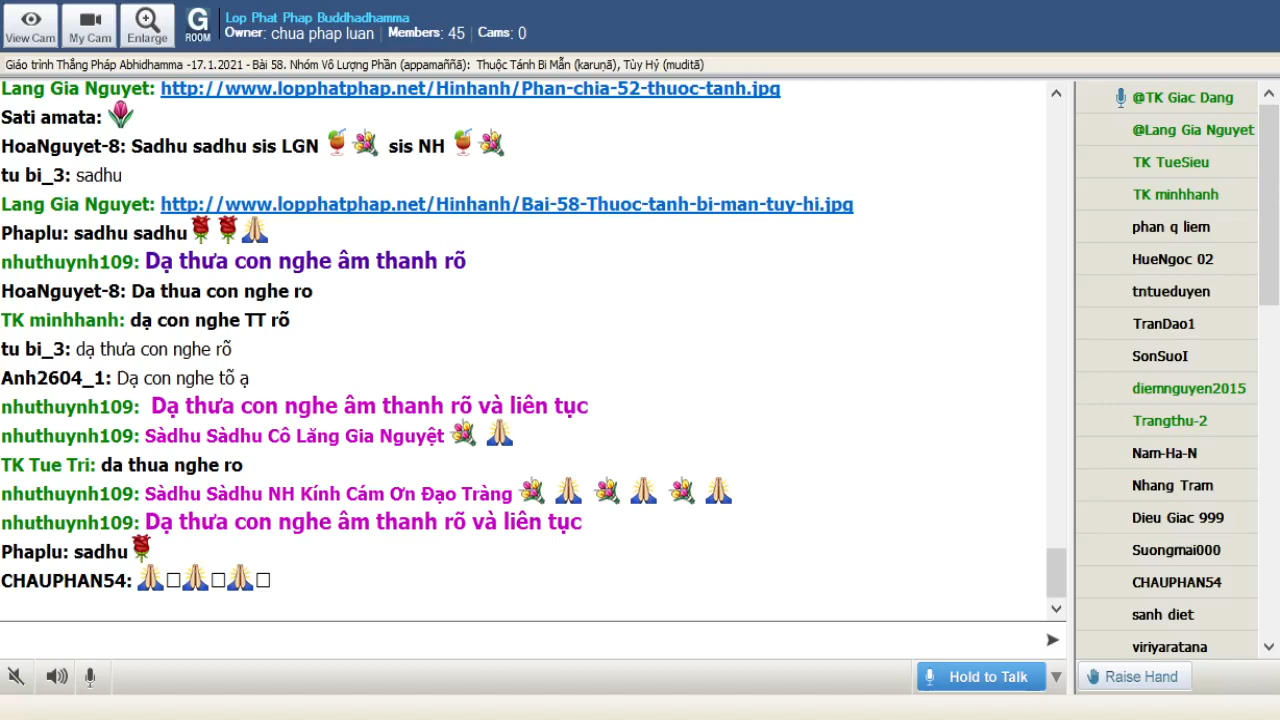 View Cam
My Cam
Enlarge
G
ROOM
Lop Phat Phap Buddhadhamma
Owner: chua phap luan | Members: 45 | Cams: 0
Giáo trình Thắng Pháp Abhidhamma -17.1.2021 - Bài 58. Nhóm Vô Lượng Phần (appamaññā): Thuộc Tánh Bi Mẫn (karuṇā), Tùy Hỷ (muditā)
Lang Gia Nguyet: http://www.lopphatphap.net/Hinhanh/Phan-chia-52-thuoc-tanh.jpg
Sati amata:
HoaNguyet-8: Sadhu sadhu sis LGN sis NH
tu bi_3: sadhu
Lang Gia Nguyet: http://www.lopphatphap.net/Hinhanh/Bai-58-Thuoc-tanh-bi-man-tuy-hi.jpg
Phaplu: sadhu sadhu
nhuthuynh109: Dạ thưa con nghe âm thanh rõ
HoaNguyet-8: Da thua con nghe ro
TK minhhanh: dạ con nghe TT rõ
tu bi_3: dạ thưa con nghe rõ
Anh2604_1: Dạ con nghe tõ ạ
nhuthuynh109: Dạ thưa con nghe âm thanh rõ và liên tục
nhuthuynh109: Sàdhu Sàdhu Cô Lăng Gia Nguyệt
TK Tue Tri: da thua nghe ro
nhuthuynh109: Sàdhu Sàdhu NH Kính Cám Ơn Đạo Tràng
nhuthuynh109: Dạ thưa con nghe âm thanh rõ và liên tục
Phaplu: sadhu
CHAUPHAN54:
@TK Giac Dang
@Lang Gia Nguyet
TK TueSieu
TK minhhanh
phan q liem
HueNgoc 02
tntueduyen
TranDao1
SonSuoI
diemnguyen2015
Trangthu-2
Nam-Ha-N
Nhang Tram
Dieu Giac 999
Suongmai000
CHAUPHAN54
sanh diet
viriyaratana
Hold to Talk
Raise Hand